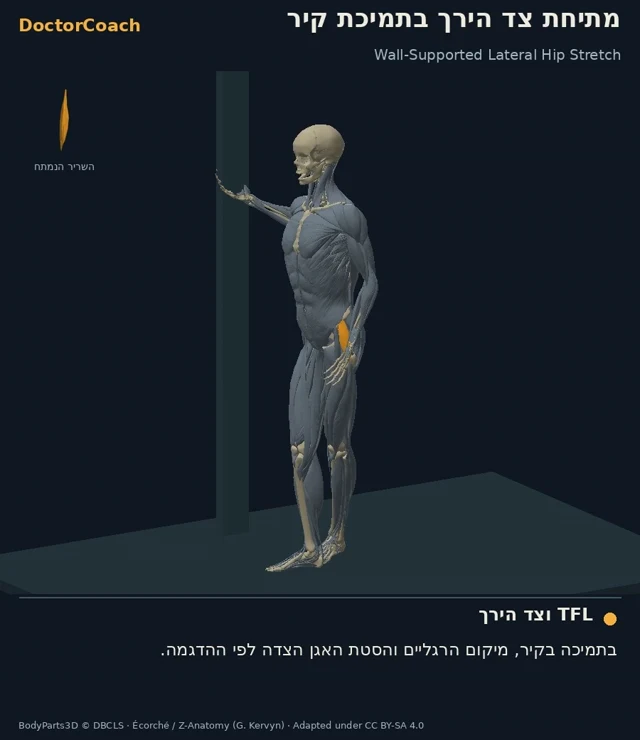 DoctorCoach
מתיחת צד הירך בתמיכת קיר
Wall-Supported Lateral Hip Stretch
השריר הנמתח
TFL וצד הירך
בתמיכה בקיר, מיקום הרגליים והסטת האגן הצדה לפי ההדגמה.
BodyParts3D © DBCLS · Écorché / Z-Anatomy (G. Kervyn) · Adapted under CC BY-SA 4.0